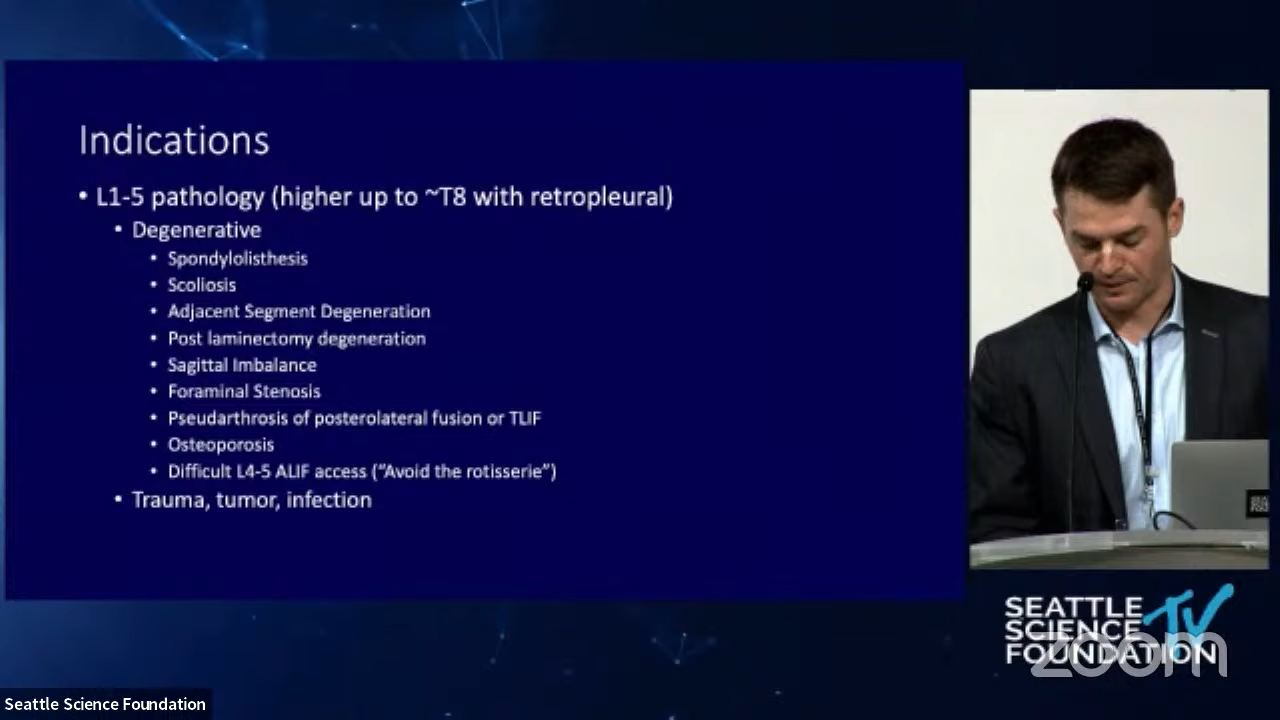 Indications
• L1-5 pathology (higher up to ~T8 with retropleural)
• Degenerative
• Spondylolisthesis
• Scoliosis
• Adjacent Segment Degeneration
• Post laminectomy degeneration
• Sagittal Imbalance
• Foraminal Stenosis
• Pseudarthrosis of posterolateral fusion or TLIF
• Osteoporosis
• Difficult L4-5 ALIF access (“Avoid the rotisserie”)
• Trauma, tumor, infection
SEATTLE
SCIENCE TV
FOUNDATION
zoom
Seattle Science Foundation